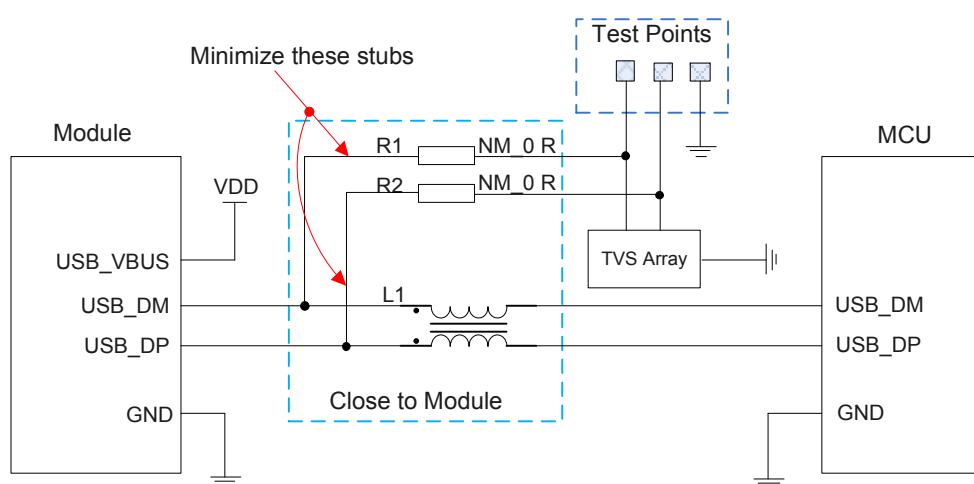 Test Points
Minimize these stubs
Module
MCU
R1
NM_0 R
R2
NM_0 R
VDD
TVS Array
USB_VBUS
L1
USB_DM
USB_DM
USB_DP
USB_DP
Close to Module
GND
GND